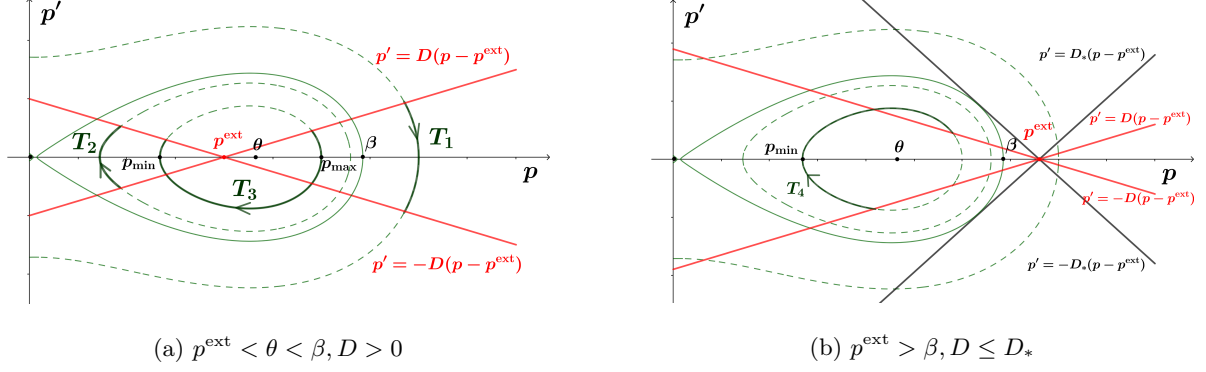 p′
p′ = D(p − p^ext)
T₂
p_min
p^ext
θ
p_max
β
T₁
p
T₃
p′ = −D(p − p^ext)
(a) p^ext < θ < β, D > 0
p′
p′ = D_*(p − p^ext)
p′ = D(p − p^ext)
p^ext
p_min
θ
β
p
T₄
p′ = −D(p − p^ext)
p′ = −D_*(p − p^ext)
(b) p^ext > β, D ≤ D_*